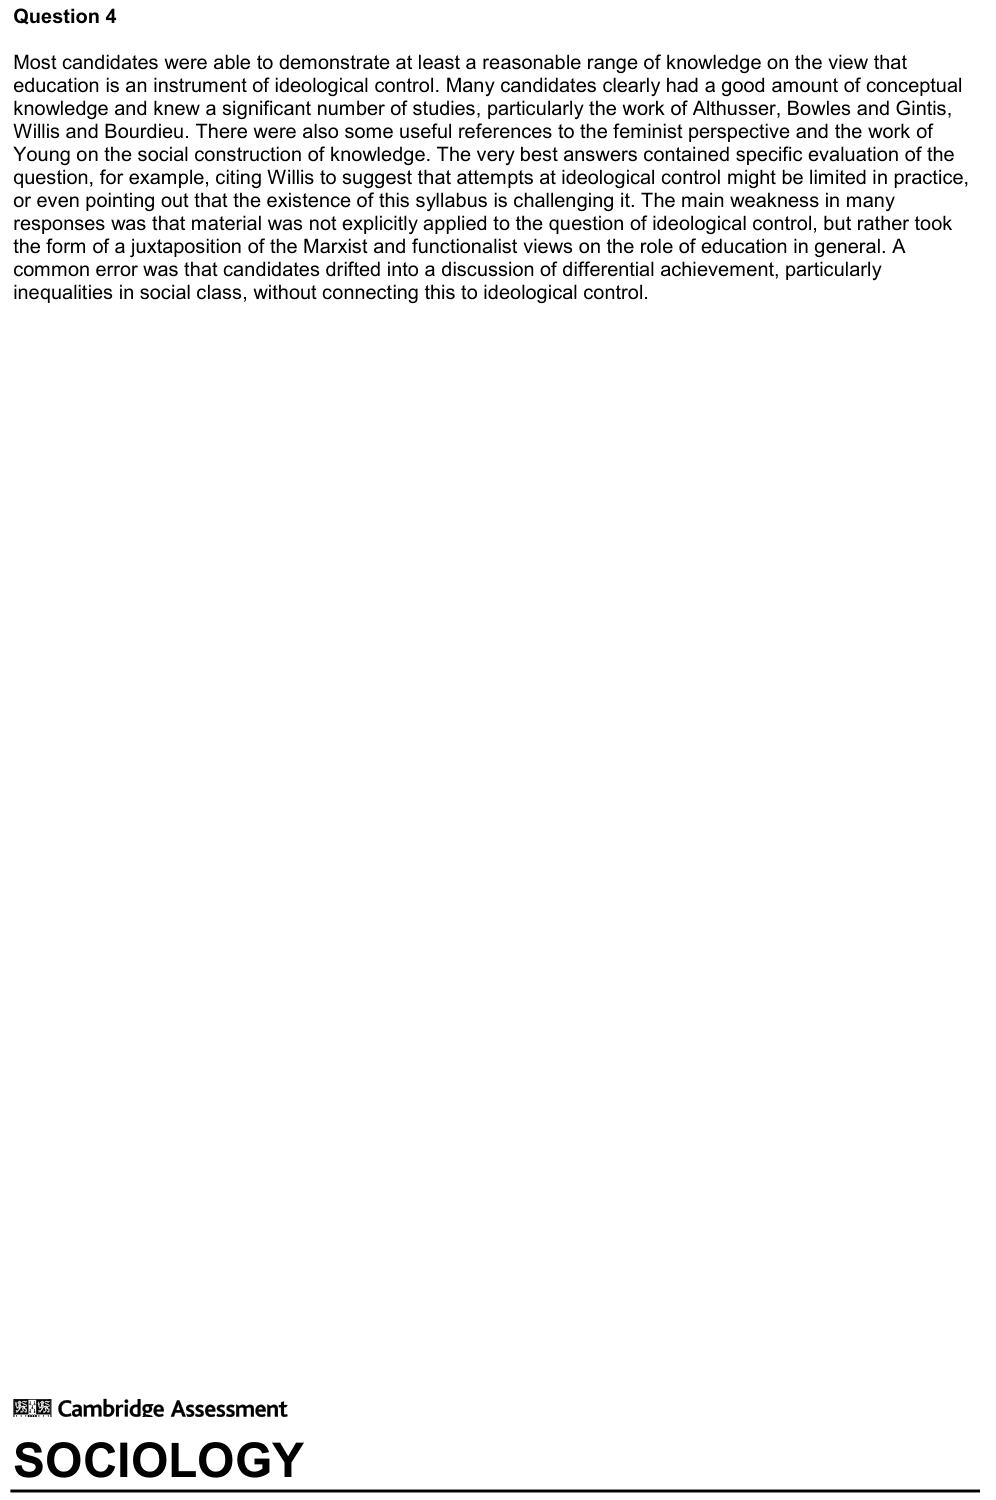 Question 4
Most candidates were able to demonstrate at least a reasonable range of knowledge on the view that
education is an instrument of ideological control. Many candidates clearly had a good amount of conceptual
knowledge and knew a significant number of studies, particularly the work of Althusser, Bowles and Gintis,
Willis and Bourdieu. There were also some useful references to the feminist perspective and the work of
Young on the social construction of knowledge. The very best answers contained specific evaluation of the
question, for example, citing Willis to suggest that attempts at ideological control might be limited in practice,
or even pointing out that the existence of this syllabus is challenging it. The main weakness in many
responses was that material was not explicitly applied to the question of ideological control, but rather took
the form of a juxtaposition of the Marxist and functionalist views on the role of education in general. A
common error was that candidates drifted into a discussion of differential achievement, particularly
inequalities in social class, without connecting this to ideological control.
Cambridge Assessment
SOCIOLOGY